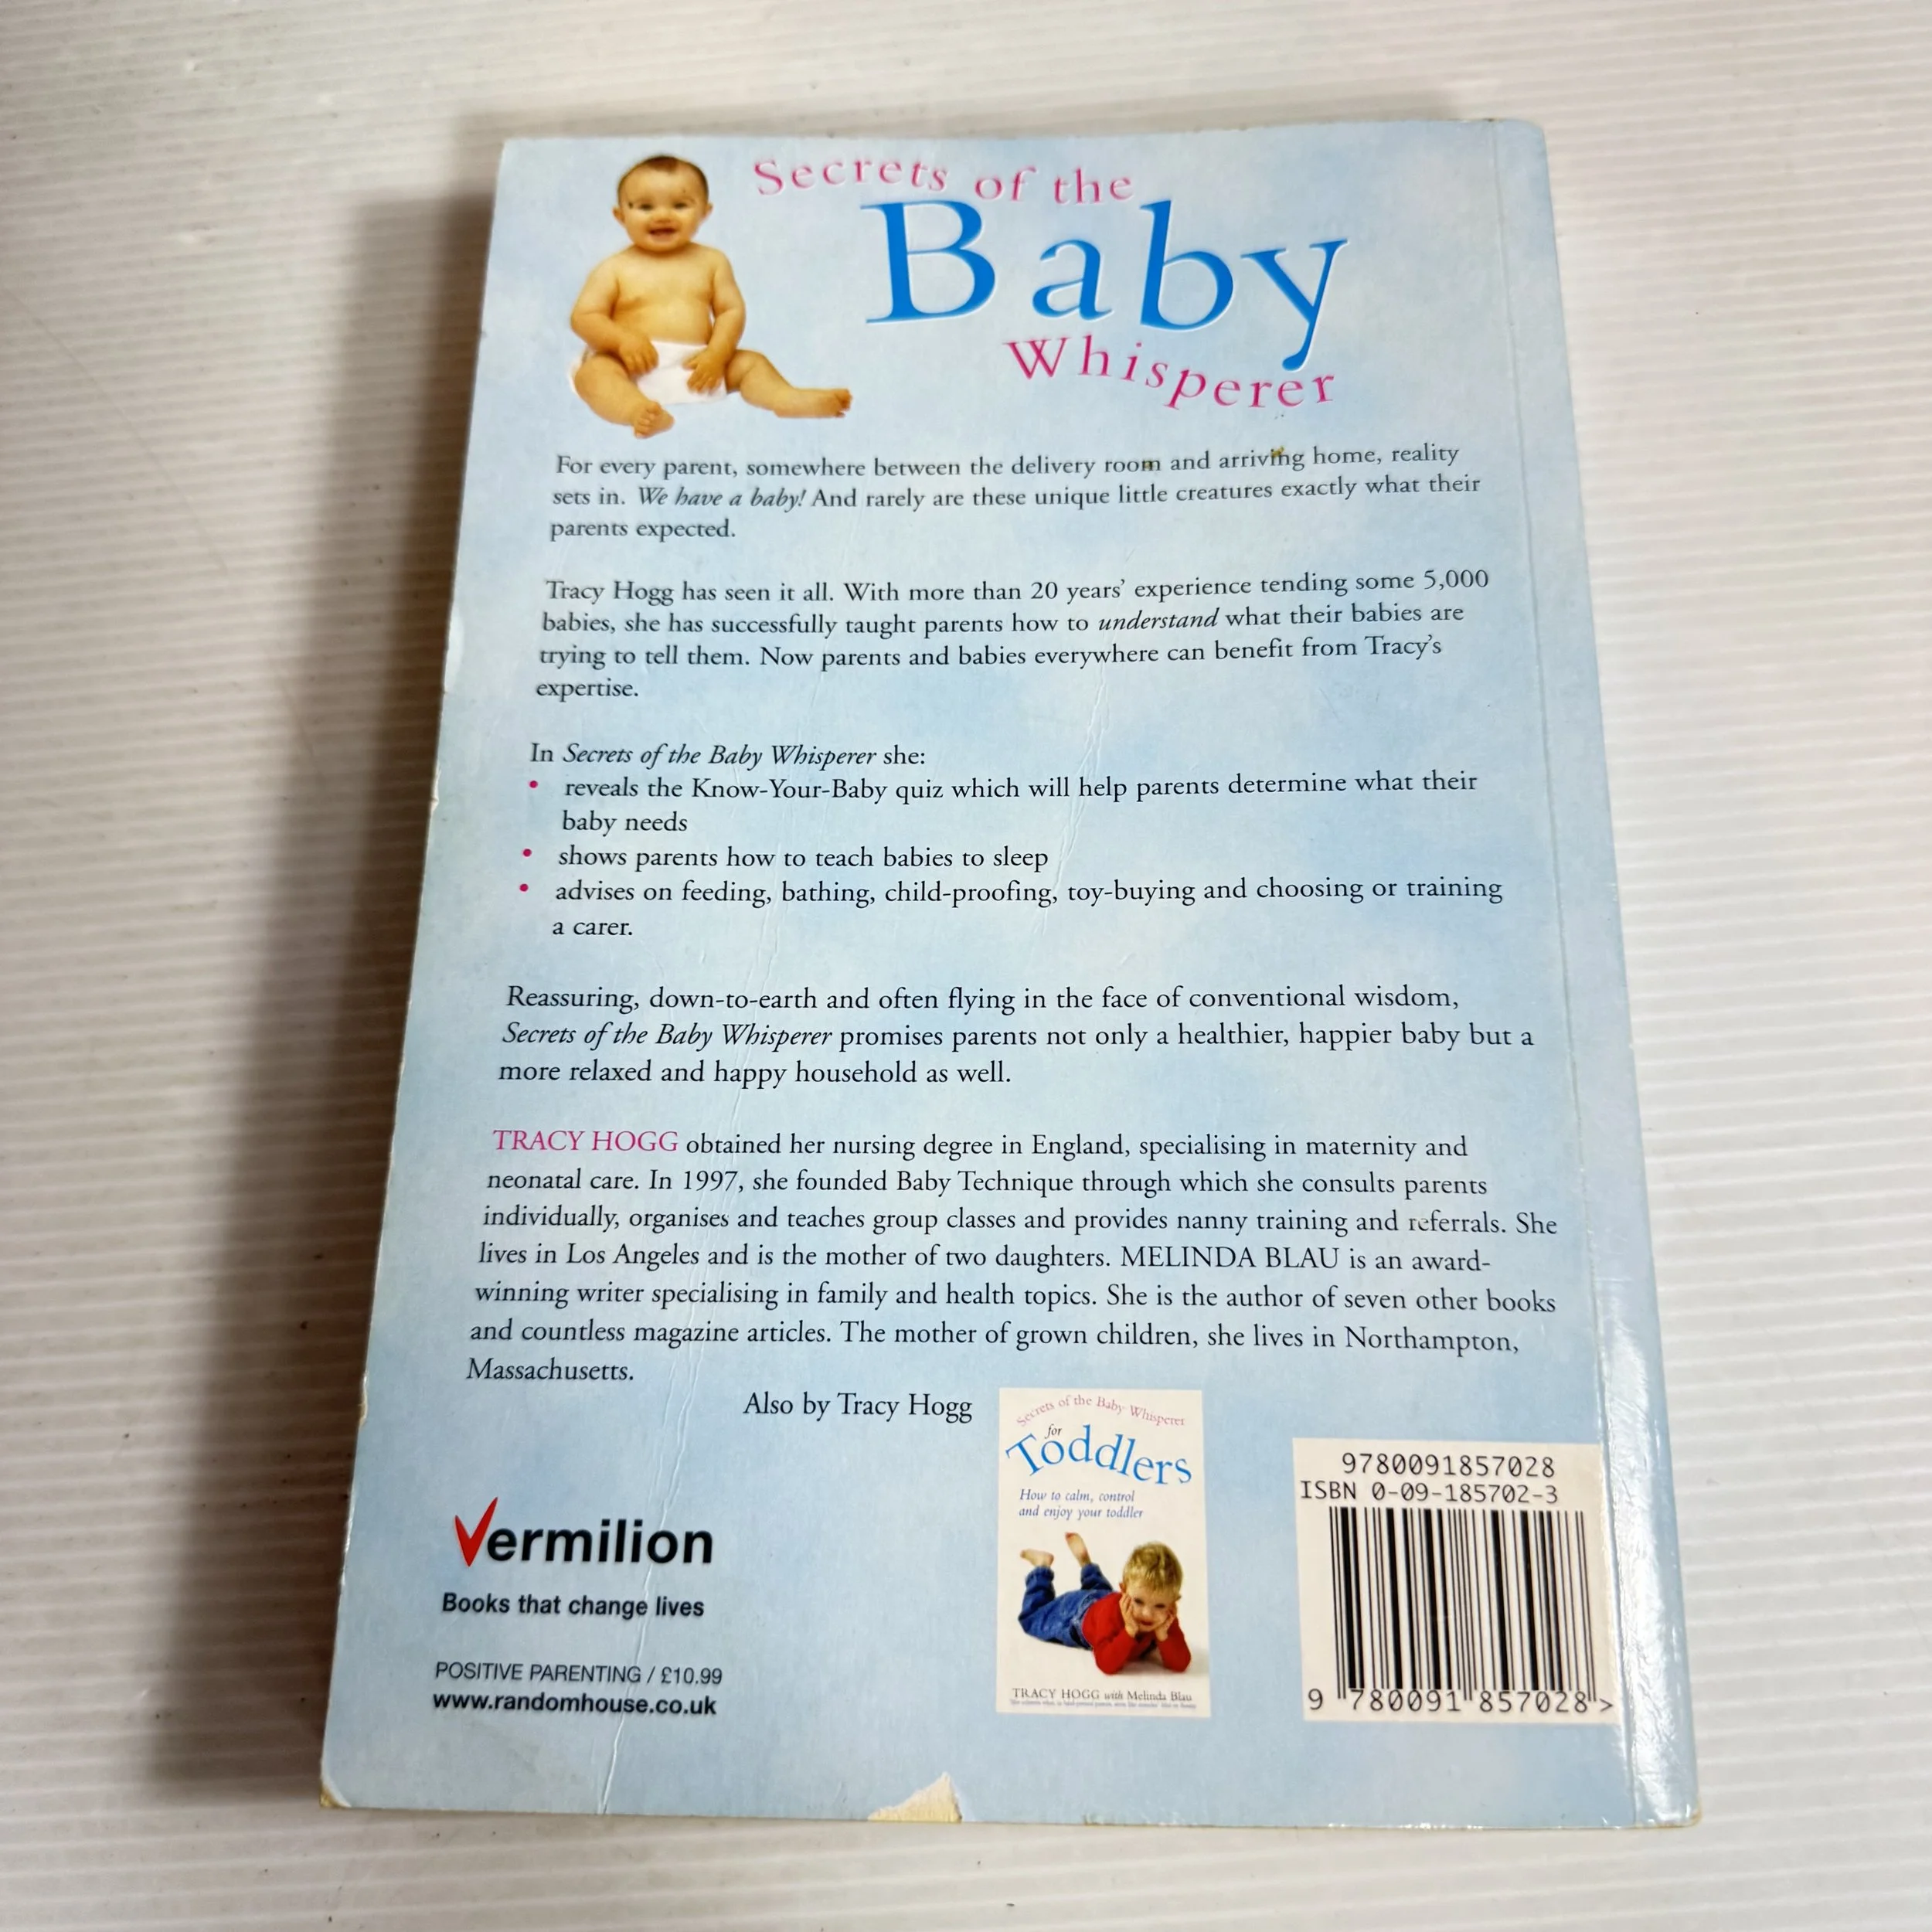 Secrets of the
Baby
Whisperer
For every parent, somewhere between the delivery room and arriving home, reality
sets in. We have a baby! And rarely are these unique little creatures exactly what their
parents expected.
Tracy Hogg has seen it all. With more than 20 years' experience tending some 5,000
babies, she has successfully taught parents how to understand what their babies are
trying to tell them. Now parents and babies everywhere can benefit from Tracy's
expertise.
In Secrets of the Baby Whisperer she:
• reveals the Know-Your-Baby quiz which will help parents determine what their
baby needs
• shows parents how to teach babies to sleep
• advises on feeding, bathing, child-proofing, toy-buying and choosing or training
a carer.
Reassuring, down-to-earth and often flying in the face of conventional wisdom,
Secrets of the Baby Whisperer promises parents not only a healthier, happier baby but a
more relaxed and happy household as well.
TRACY HOGG obtained her nursing degree in England, specialising in maternity and
neonatal care. In 1997, she founded Baby Technique through which she consults parents
individually, organises and teaches group classes and provides nanny training and referrals. She
lives in Los Angeles and is the mother of two daughters. MELINDA BLAU is an award-
winning writer specialising in family and health topics. She is the author of seven other books
and countless magazine articles. The mother of grown children, she lives in Northampton,
Massachusetts.
Also by Tracy Hogg
Secrets of the Baby Whisperer
for
Toddlers
How to calm, control
and enjoy your toddler
TRACY HOGG with Melinda Blau
Vermilion
Books that change lives
POSITIVE PARENTING / £10.99
www.randomhouse.co.uk
9780091857028
ISBN 0-09-185702-3
9 780091 857028 >